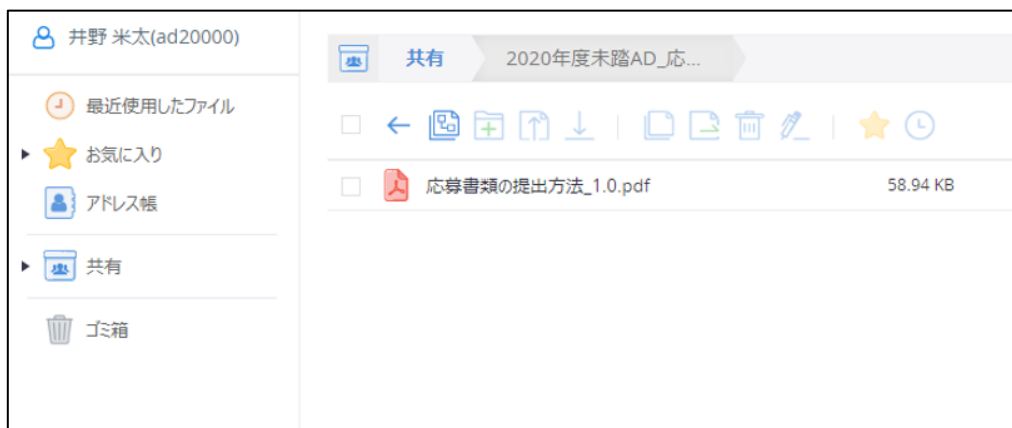 井野 米太(ad20000)
最近使用したファイル
お気に入り
アドレス帳
共有
ゴミ箱
共有
2020年度未踏AD_応...
応募書類の提出方法_1.0.pdf
58.94 KB